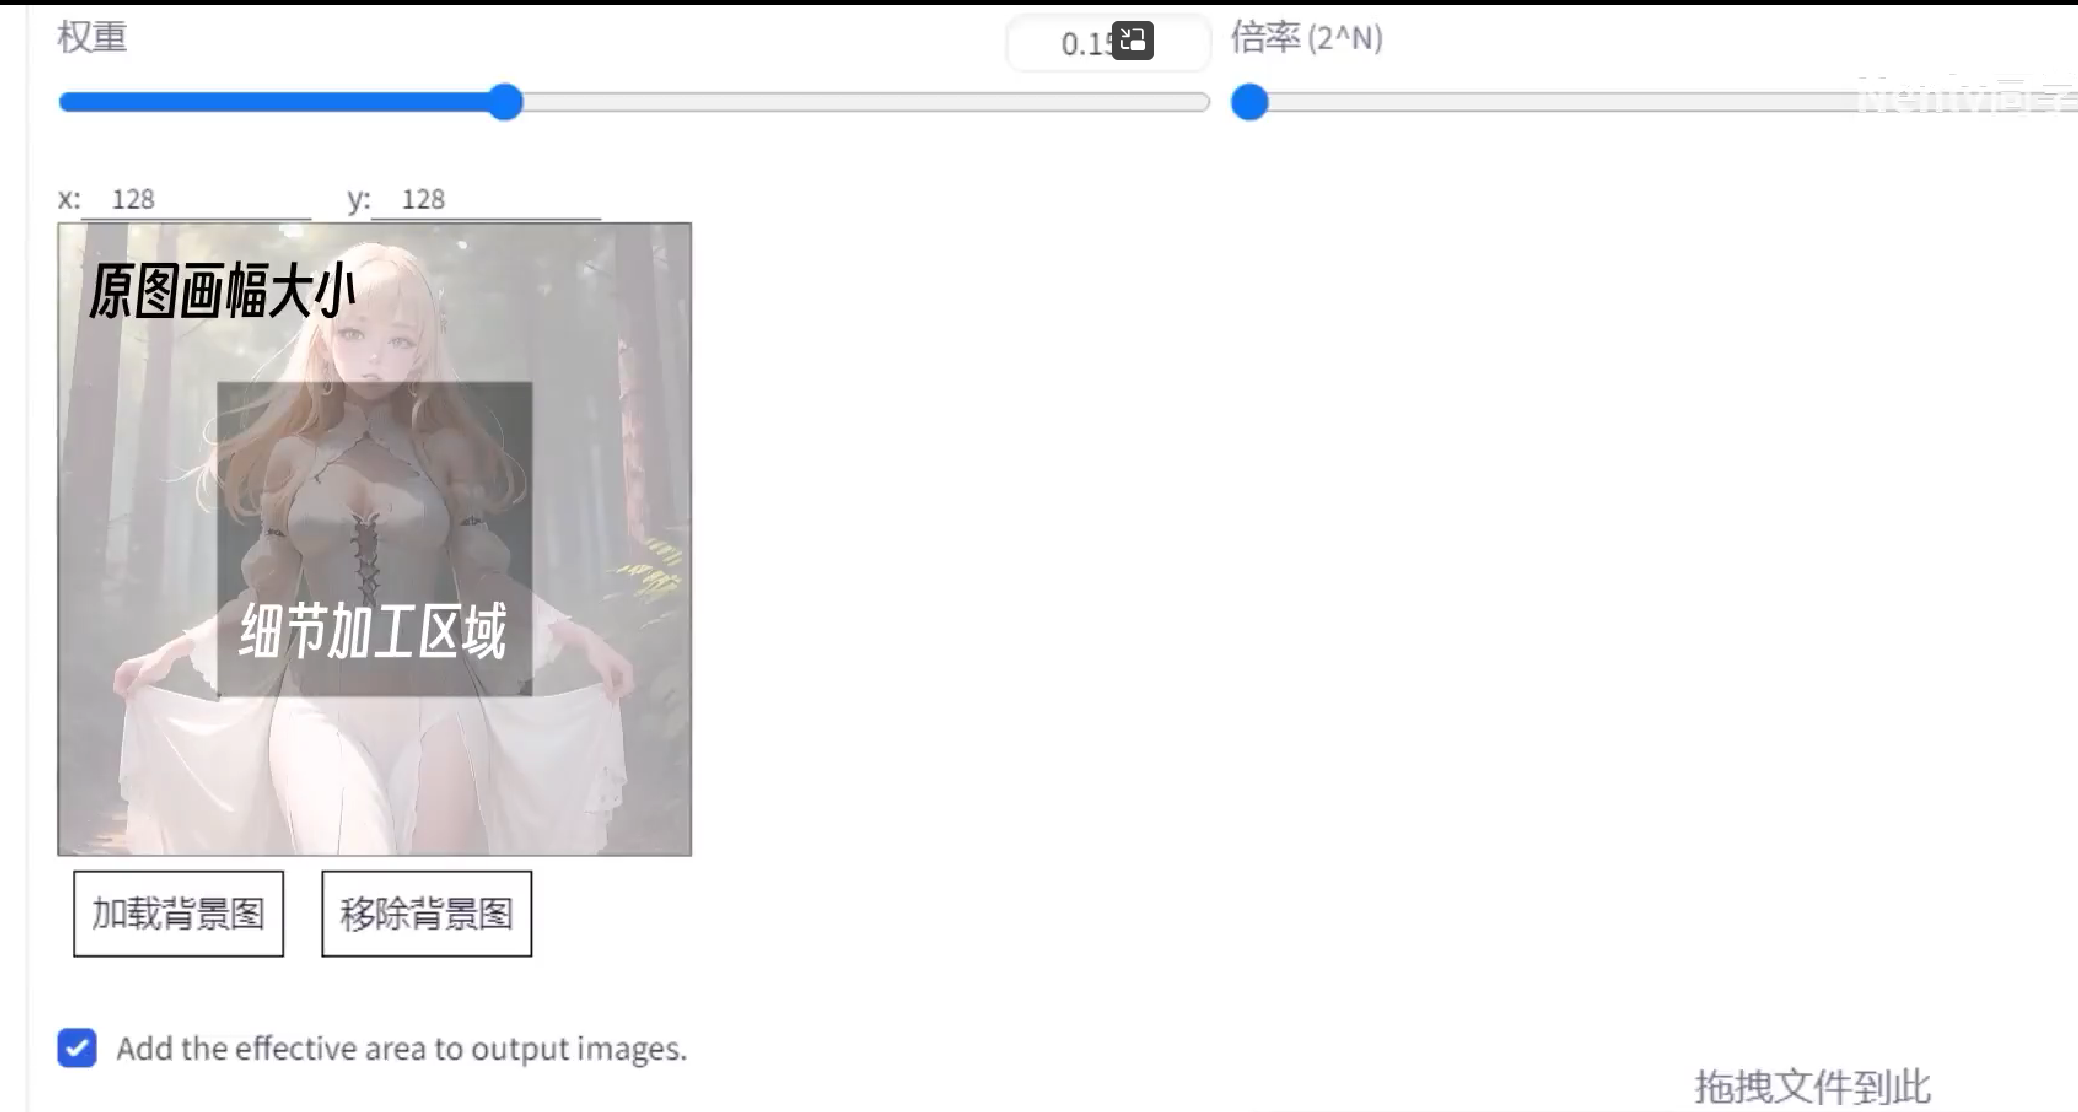 权重
0.15
倍率 (2^N)
x: 128 y: 128
原图画幅大小
细节加工区域
加载背景图
移除背景图
Add the effective area to output images.
拖拽文件到此